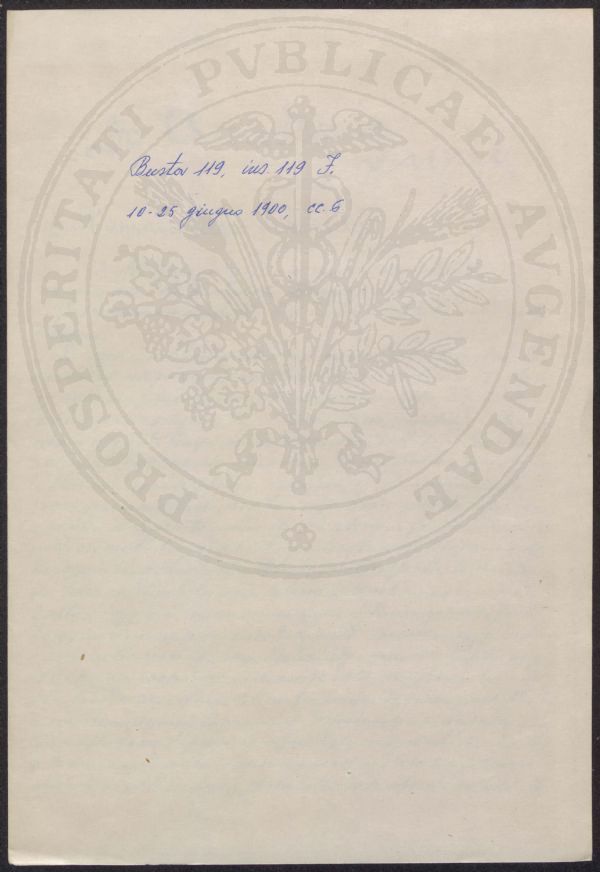 Busta 119, ins. 119 F.
10-25 giugno 1900, cc. 6
PROSPERITATI PVBLICAE AVGENDAE